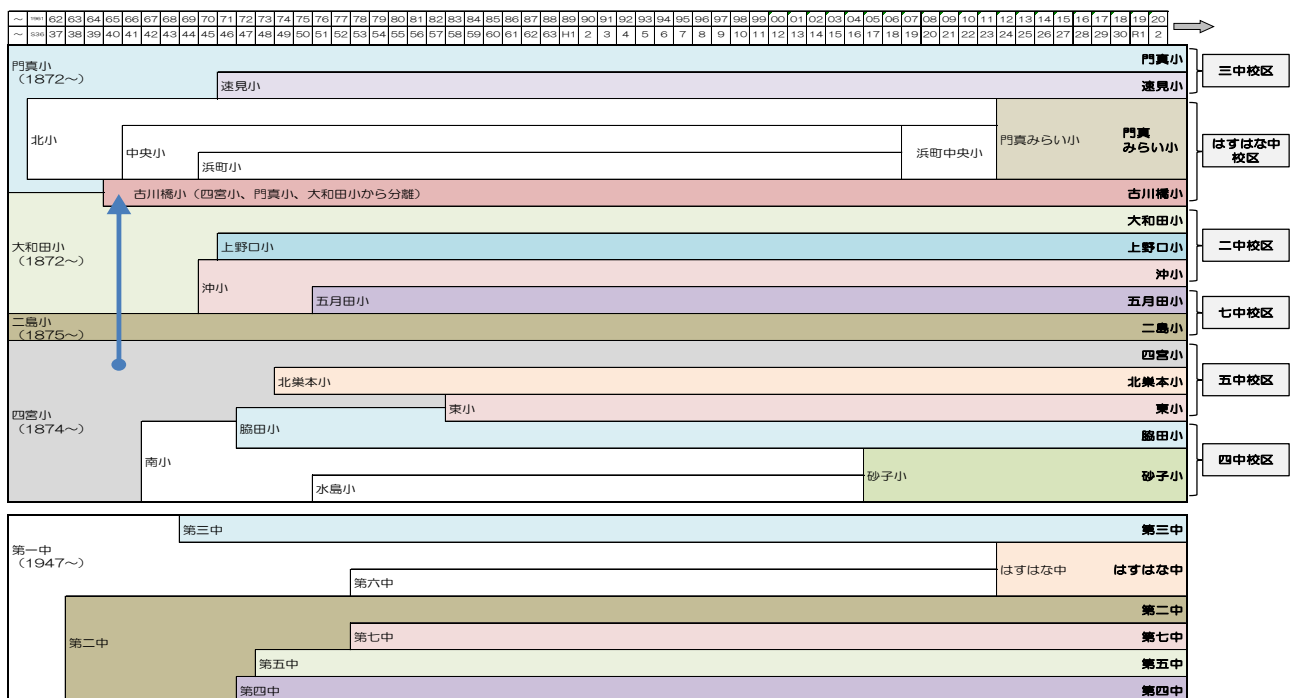 ～ 1961 62 63 64 65 66 67 68 69 70 71 72 73 74 75 76 77 78 79 80 81 82 83 84 85 86 87 88 89 90 91 92 93 94 95 96 97 98 99 00 01 02 03 04 05 06 07 08 09 10 11 12 13 14 15 16 17 18 19 20
～ S36 37 38 39 40 41 42 43 44 45 46 47 48 49 50 51 52 53 54 55 56 57 58 59 60 61 62 63 H1 2 3 4 5 6 7 8 9 10 11 12 13 14 15 16 17 18 19 20 21 22 23 24 25 26 27 28 29 30 R1 2
門真小
（1872～）
門真小
速見小
速見小
三中校区
北小
中央小
浜町小
浜町中央小
門真みらい小
門真
みらい小
はすはな中
校区
古川橋小（四宮小、門真小、大和田小から分離）
古川橋小
大和田小
（1872～）
大和田小
上野口小
上野口小
二中校区
沖小
沖小
五月田小
五月田小
七中校区
二島小
（1875～）
二島小
四宮小
（1874～）
四宮小
北巣本小
北巣本小
五中校区
東小
東小
脇田小
脇田小
南小
水島小
砂子小
砂子小
四中校区
第一中
（1947～）
第三中
第三中
第六中
はすはな中
はすはな中
第二中
第二中
第七中
第七中
第五中
第五中
第四中
第四中